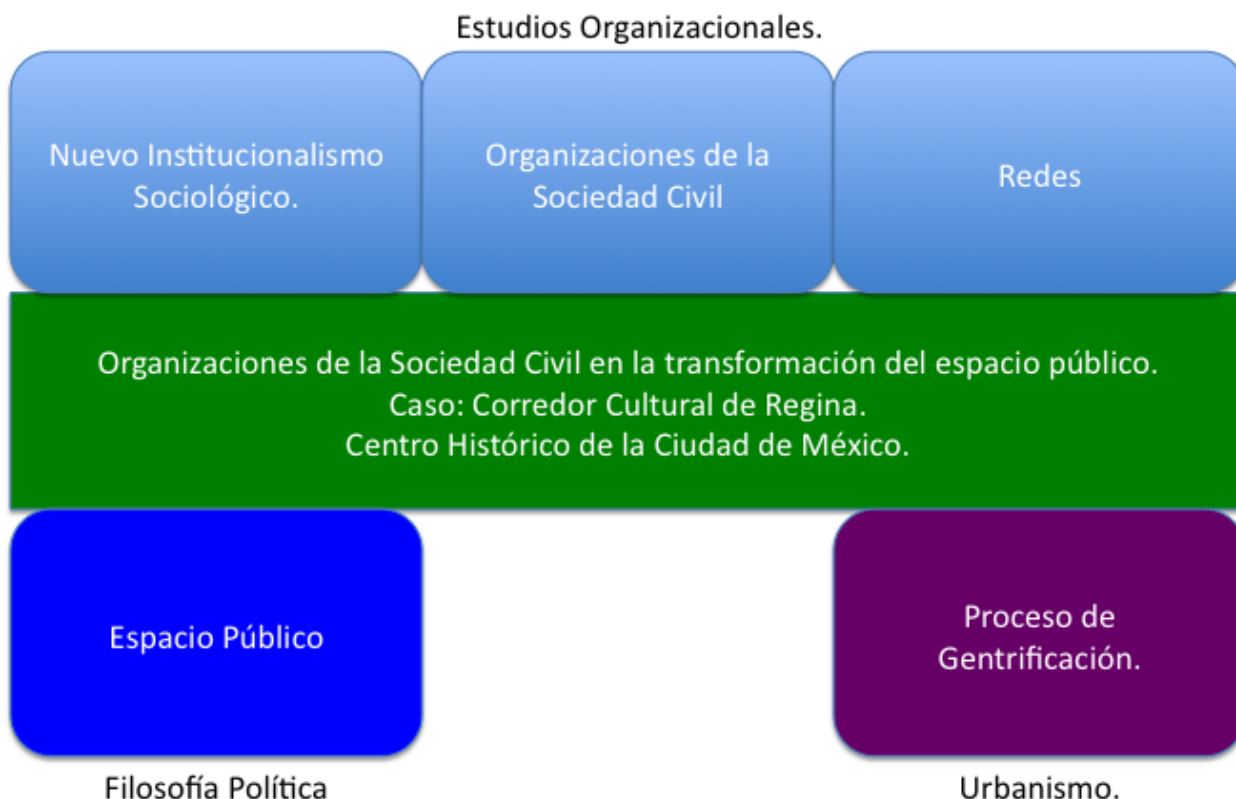 Estudios Organizacionales.
Nuevo Institucionalismo
Sociológico.
Organizaciones de la
Sociedad Civil
Redes
Organizaciones de la Sociedad Civil en la transformación del espacio público.
Caso: Corredor Cultural de Regina.
Centro Histórico de la Ciudad de México.
Espacio Público
Proceso de
Gentrificación.
Filosofía Política
Urbanismo.